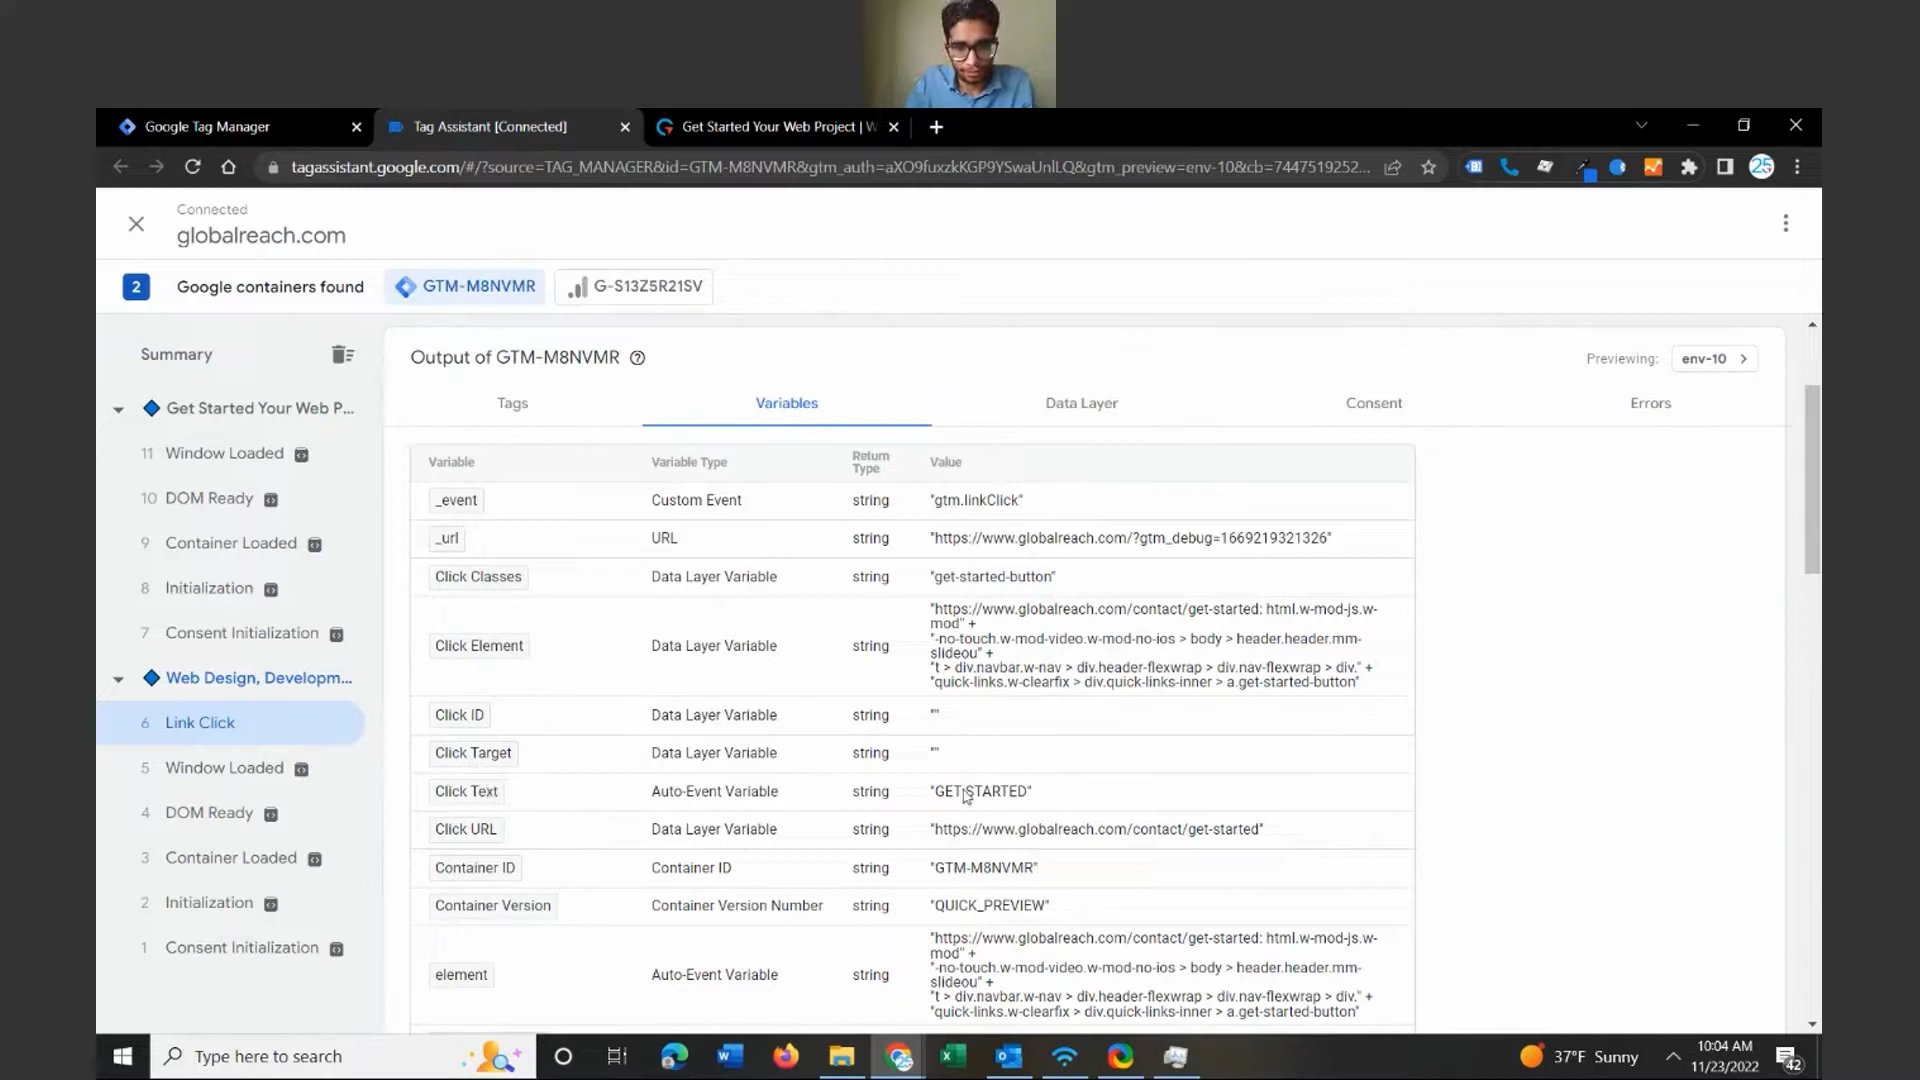 Google Tag Manager
Tag Assistant [Connected]
Get Started Your Web Project | W
tagassistant.google.com/#/?source=TAG_MANAGER&id=GTM-M8NVMR&gtm_auth=aXO9fuxzkKGP9YSwaUnlLQ&gtm_preview=env-10&cb=7447519252...
25
Connected
globalreach.com
2 Google containers found GTM-M8NVMR G-S13Z5R21SV
Summary
Get Started Your Web P...
11 Window Loaded
10 DOM Ready
9 Container Loaded
8 Initialization
7 Consent Initialization
Web Design, Developm...
6 Link Click
5 Window Loaded
4 DOM Ready
3 Container Loaded
2 Initialization
1 Consent Initialization
Output of GTM-M8NVMR
Previewing: env-10
Tags Variables Data Layer Consent Errors
Variable Variable Type Return Type Value
_event Custom Event string "gtm.linkClick"
_url URL string "https://www.globalreach.com/?gtm_debug=1669219321326"
Click Classes Data Layer Variable string "get-started-button"
Click Element Data Layer Variable string "https://www.globalreach.com/contact/get-started: html.w-mod-js.w-
mod" +
"-no-touch.w-mod-video.w-mod-no-ios > body > header.header.mm-
slideou" +
"t > div.navbar.w-nav > div.header-flexwrap > div.nav-flexwrap > div." +
"quick-links.w-clearfix > div.quick-links-inner > a.get-started-button"
Click ID Data Layer Variable string ""
Click Target Data Layer Variable string ""
Click Text Auto-Event Variable string "GET STARTED"
Click URL Data Layer Variable string "https://www.globalreach.com/contact/get-started"
Container ID Container ID string "GTM-M8NVMR"
Container Version Container Version Number string "QUICK_PREVIEW"
element Auto-Event Variable string "https://www.globalreach.com/contact/get-started: html.w-mod-js.w-
mod" +
"-no-touch.w-mod-video.w-mod-no-ios > body > header.header.mm-
slideou" +
"t > div.navbar.w-nav > div.header-flexwrap > div.nav-flexwrap > div." +
"quick-links.w-clearfix > div.quick-links-inner > a.get-started-button"
Type here to search
37°F Sunny
10:04 AM
11/23/2022
42